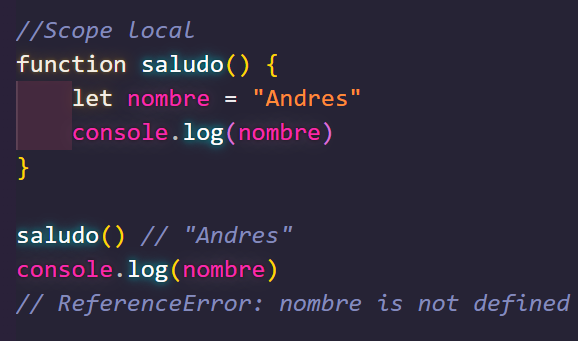 //Scope local
function saludo() {
    let nombre = "Andres"
    console.log(nombre)
}
saludo() // "Andres"
console.log(nombre)
// ReferenceError: nombre is not defined